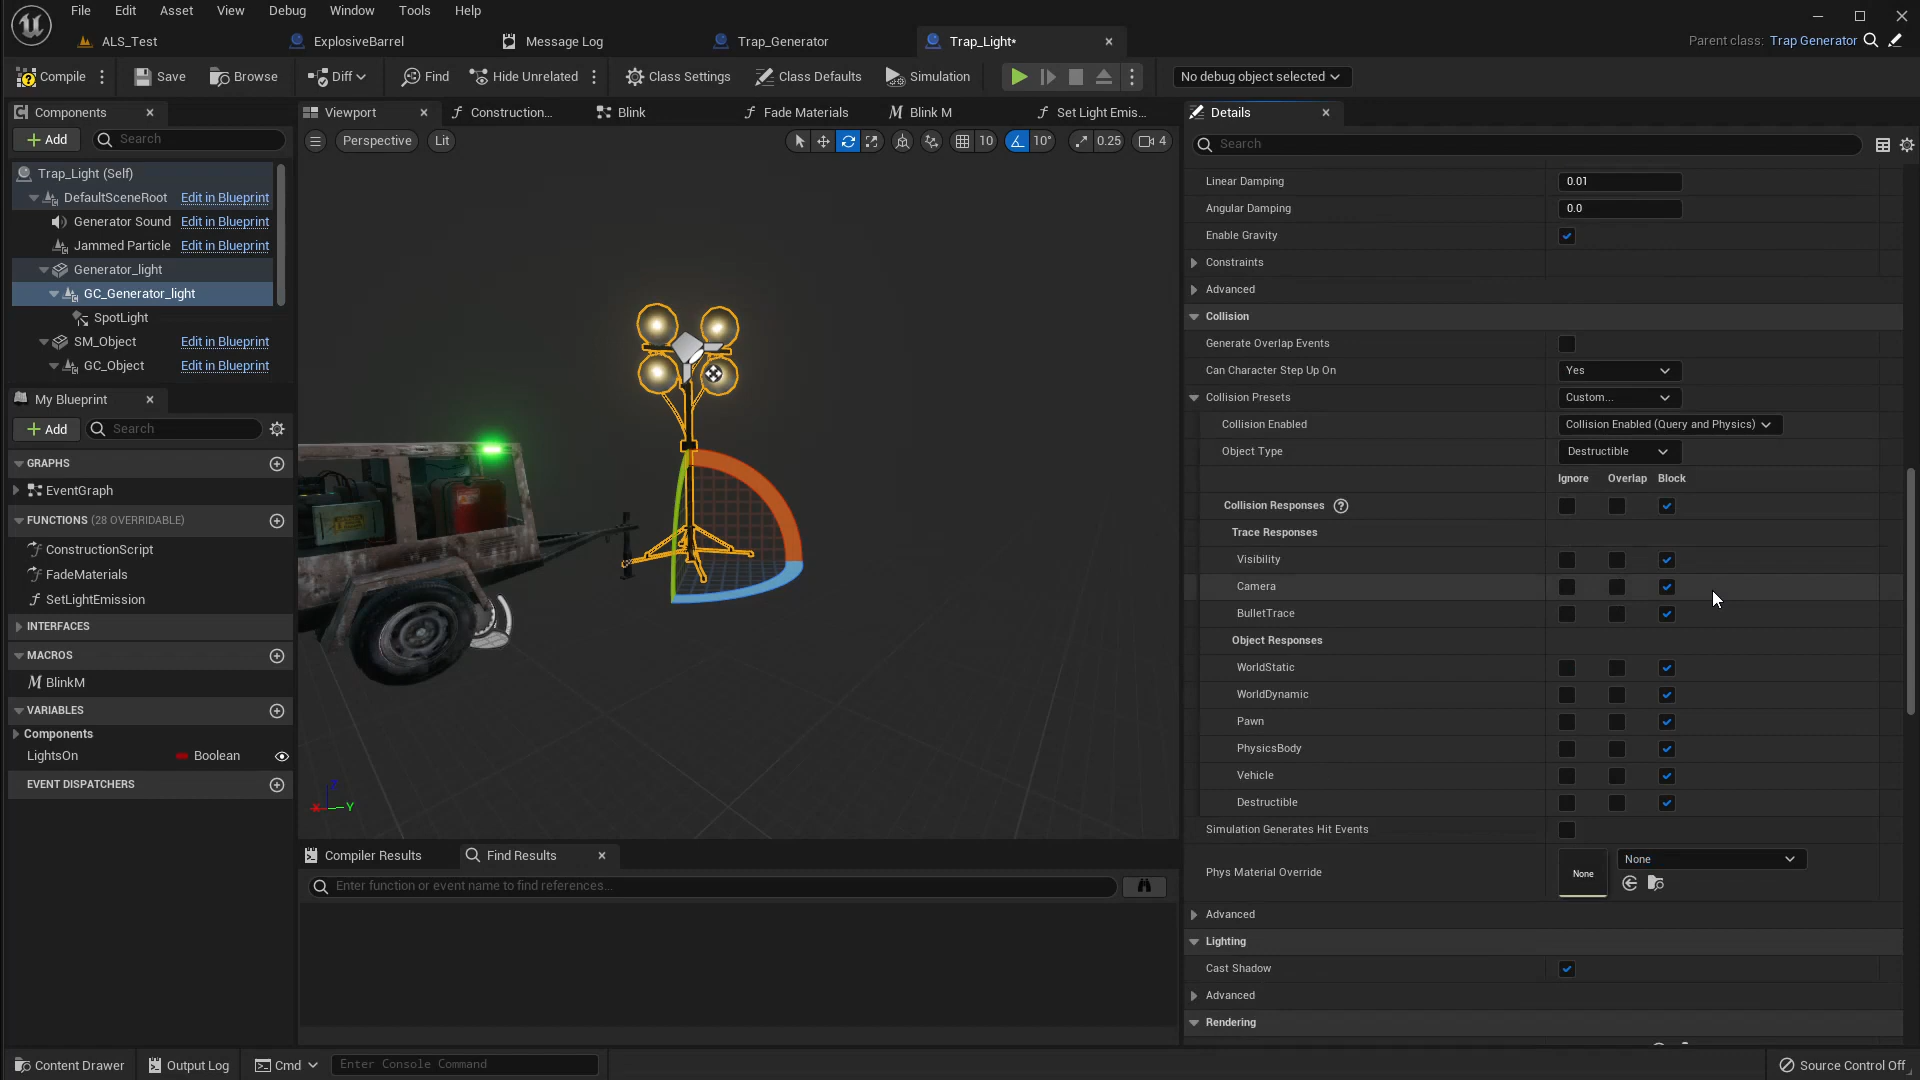 File Edit Asset View Debug Window Tools Help
ALS_Test ExplosiveBarrel Message Log Trap_Generator Trap_Light* Parent class: Trap Generator
Compile Save Browse Diff Find Hide Unrelated Class Settings Class Defaults Simulation No debug object selected
Components Viewport Construction... Blink Fade Materials Blink M Set Light Emis... Details
Add Search Perspective Lit 10 10° 0.25 4 Search
Trap_Light (Self)
DefaultSceneRoot Edit in Blueprint
Generator Sound Edit in Blueprint
Jammed Particle Edit in Blueprint
Generator_light
GC_Generator_light
SpotLight
SM_Object Edit in Blueprint
GC_Object Edit in Blueprint
My Blueprint
Add Search
GRAPHS
EventGraph
FUNCTIONS (28 OVERRIDABLE)
ConstructionScript
FadeMaterials
SetLightEmission
INTERFACES
MACROS
BlinkM
VARIABLES
Components
LightsOn Boolean
EVENT DISPATCHERS
X Y
Compiler Results Find Results
Enter function or event name to find references...
Linear Damping 0.01
Angular Damping 0.0
Enable Gravity
Constraints
Advanced
Collision
Generate Overlap Events
Can Character Step Up On Yes
Collision Presets Custom...
Collision Enabled Collision Enabled (Query and Physics)
Object Type Destructible
Ignore Overlap Block
Collision Responses ?
Trace Responses
Visibility
Camera
BulletTrace
Object Responses
WorldStatic
WorldDynamic
Pawn
PhysicsBody
Vehicle
Destructible
Simulation Generates Hit Events
Phys Material Override None None
Advanced
Lighting
Cast Shadow
Advanced
Rendering
Content Drawer Output Log Cmd Enter Console Command Source Control Off